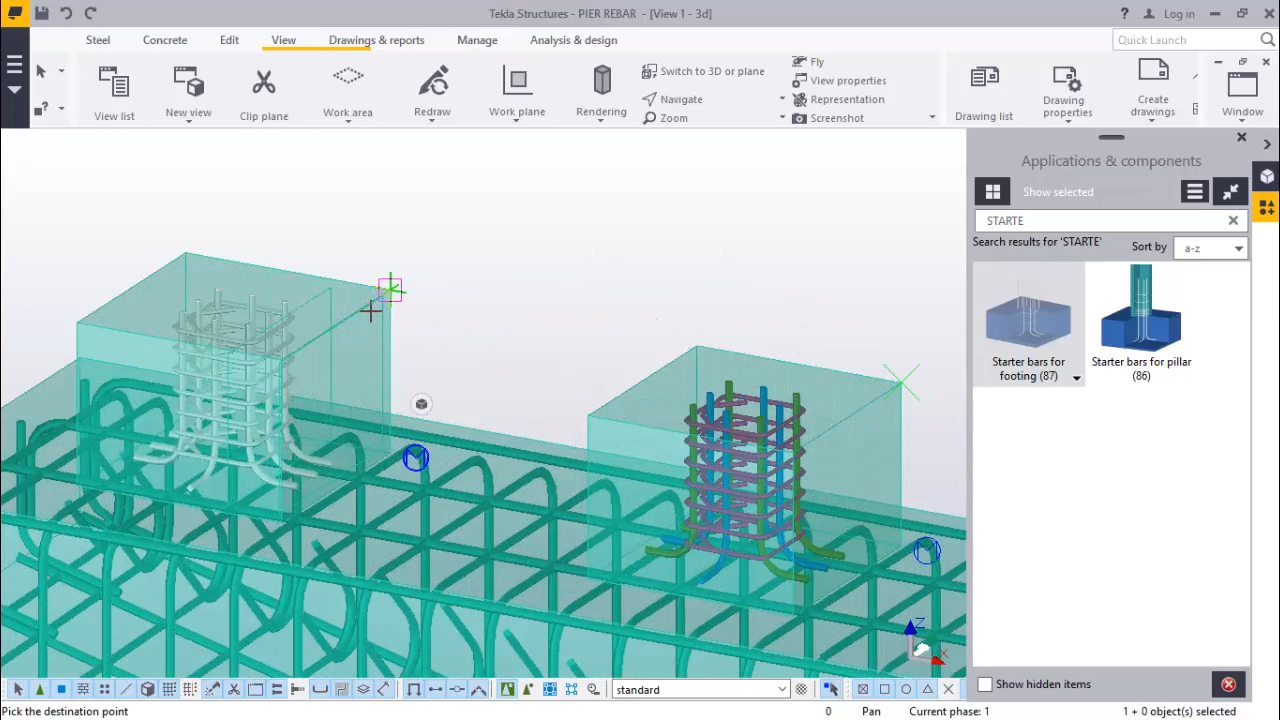 Tekla Structures - PIER REBAR - [View 1 - 3d]
? Log in
Steel Concrete Edit View Drawings & reports Manage Analysis & design
Quick Launch
View list
New view
Clip plane
Work area
Redraw
Work plane
Rendering
Switch to 3D or plane
Navigate
Zoom
Fly
View properties
Representation
Screenshot
Drawing list
Drawing
properties
Create
drawings
Window
Applications & components
Show selected
STARTE
Search results for 'STARTE'
Sort by
a-z
Starter bars for
footing (87)
Starter bars for pillar
(86)
M
M
Z
X
Show hidden items
standard
Pick the destination point
0
Pan
Current phase: 1
1 + 0 object(s) selected